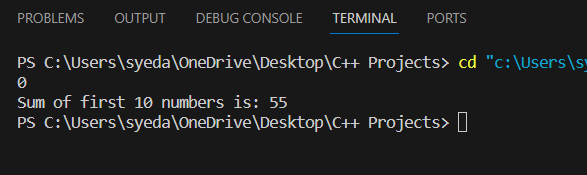 PROBLEMS OUTPUT DEBUG CONSOLE TERMINAL PORTS
PS C:\Users\syeda\OneDrive\Desktop\C++ Projects> cd "c:\Users\sy
0
Sum of first 10 numbers is: 55
PS C:\Users\syeda\OneDrive\Desktop\C++ Projects>